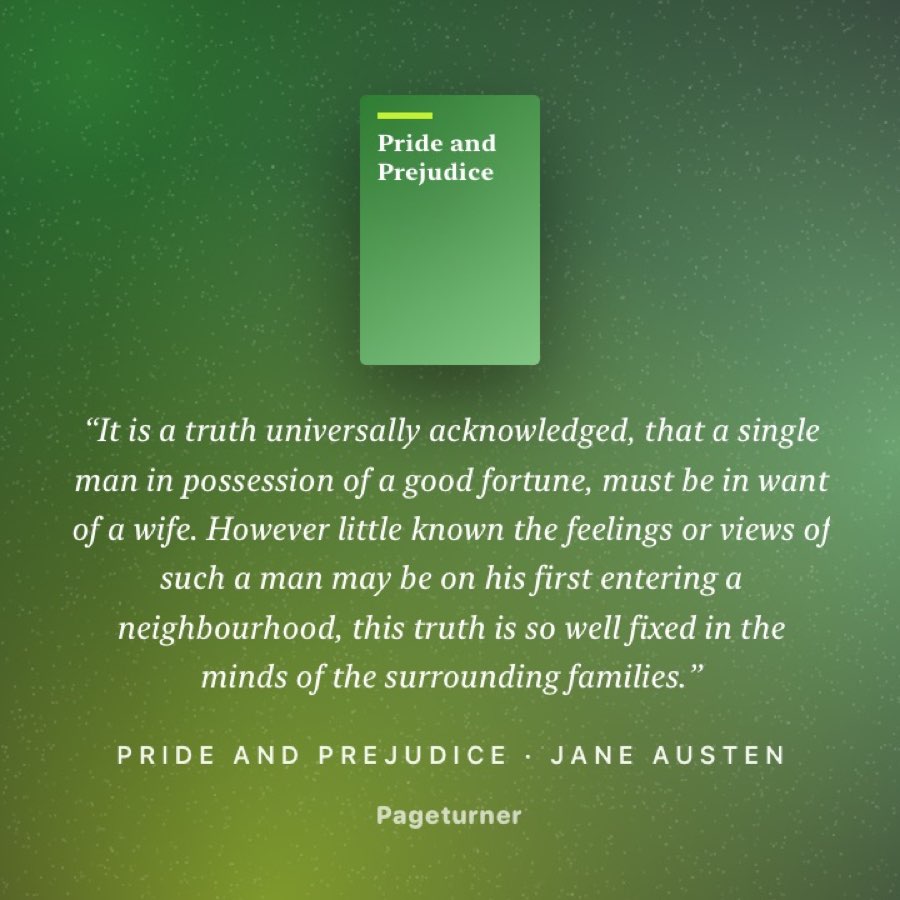 Pride and
Prejudice
“It is a truth universally acknowledged, that a single
man in possession of a good fortune, must be in want
of a wife. However little known the feelings or views of
such a man may be on his first entering a
neighbourhood, this truth is so well fixed in the
minds of the surrounding families.”
PRIDE AND PREJUDICE · JANE AUSTEN
Pageturner